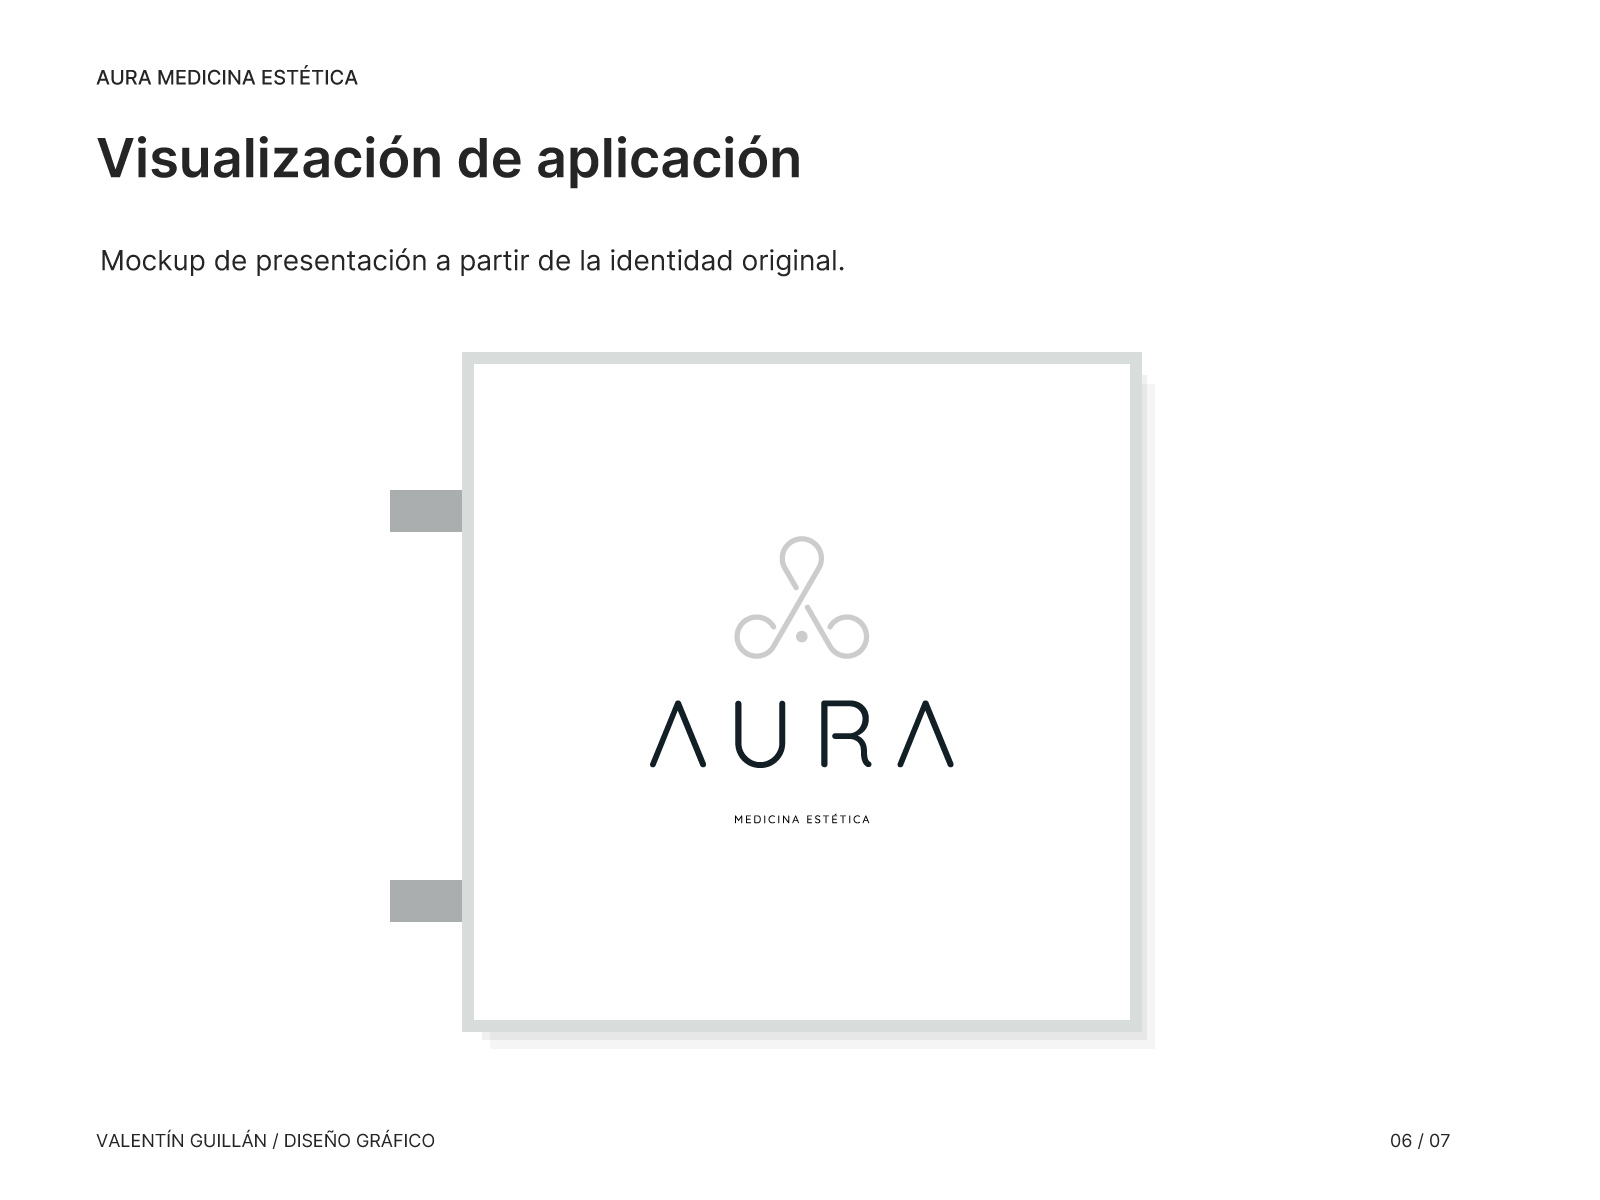 AURA MEDICINA ESTÉTICA
Visualización de aplicación
Mockup de presentación a partir de la identidad original.
AURA
MEDICINA ESTÉTICA
VALENTÍN GUILLÁN / DISEÑO GRÁFICO
06 / 07